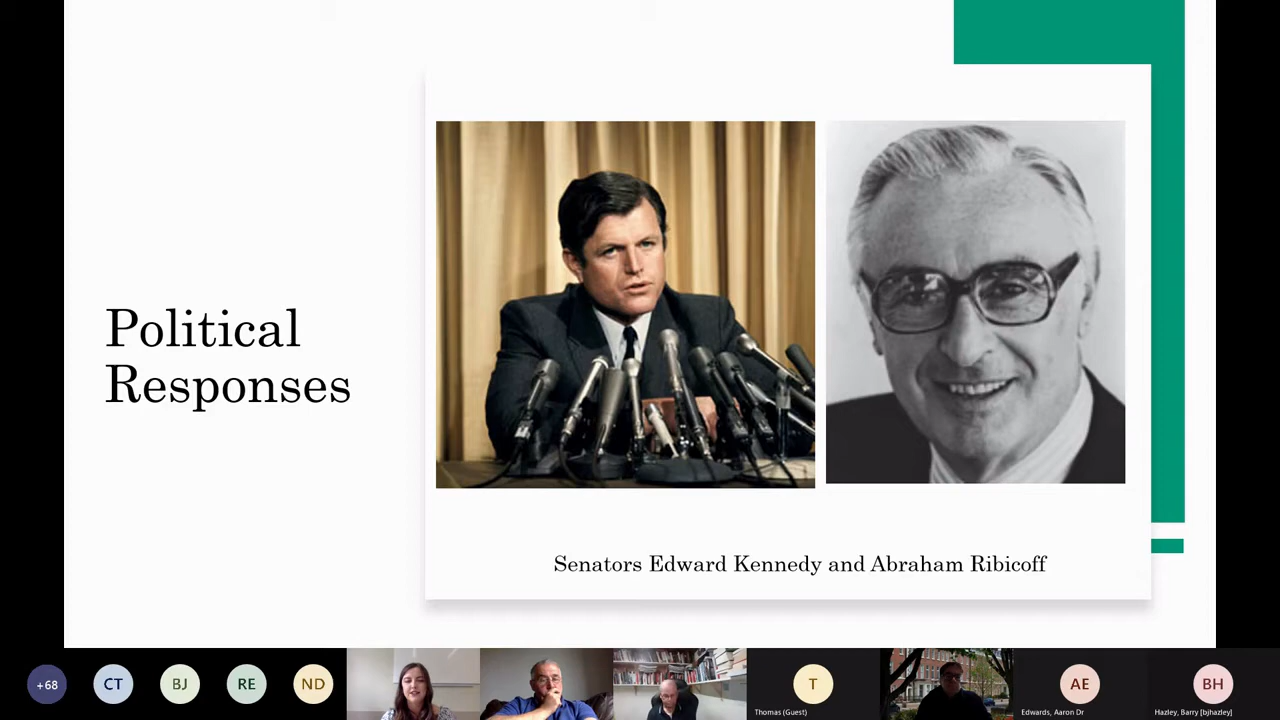 Political
Responses
Senators Edward Kennedy and Abraham Ribicoff
+68
CT
BJ
RE
ND
T
Thomas (Guest)
AE
Edwards, Aaron Dr
BH
Hazley, Barry [bjhazley]